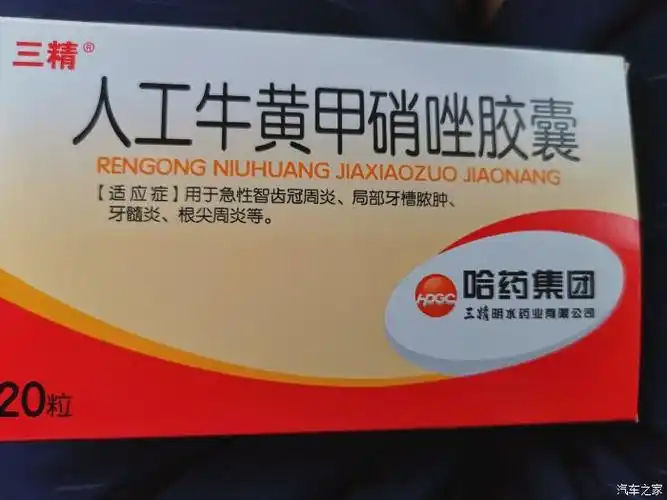 三精®
人工牛黄甲硝唑胶囊
RENGONG NIUHUANG JIAXIAOZUO JIAONANG
【适应症】用于急性智齿冠周炎、局部牙槽脓肿、
牙髓炎、根尖周炎等。
HPGC 哈药集团
三精明水药业有限公司
20粒
汽车之家